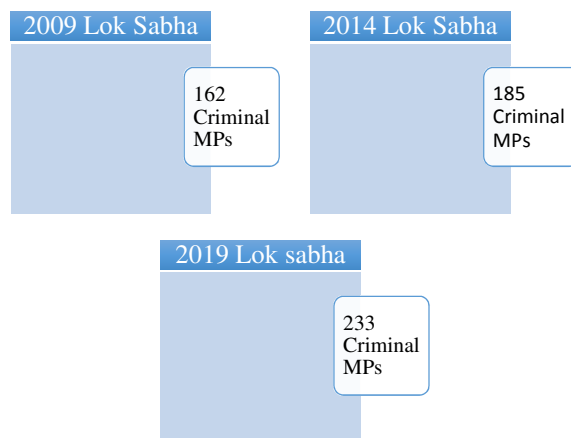 2009 Lok Sabha
162
Criminal
MPs
2014 Lok Sabha
185
Criminal
MPs
2019 Lok sabha
233
Criminal
MPs